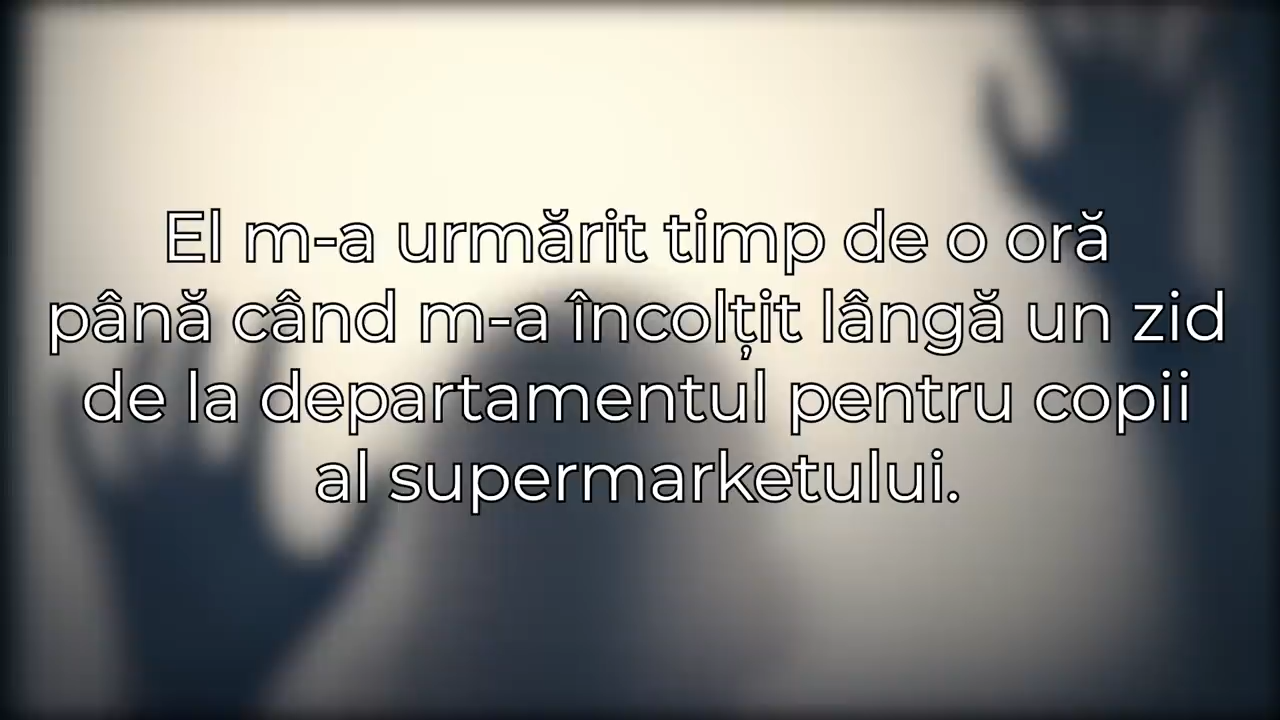 El m-a urmărit timp de o oră
până când m-a încolțit lângă un zid
de la departamentul pentru copii
al supermarketului.